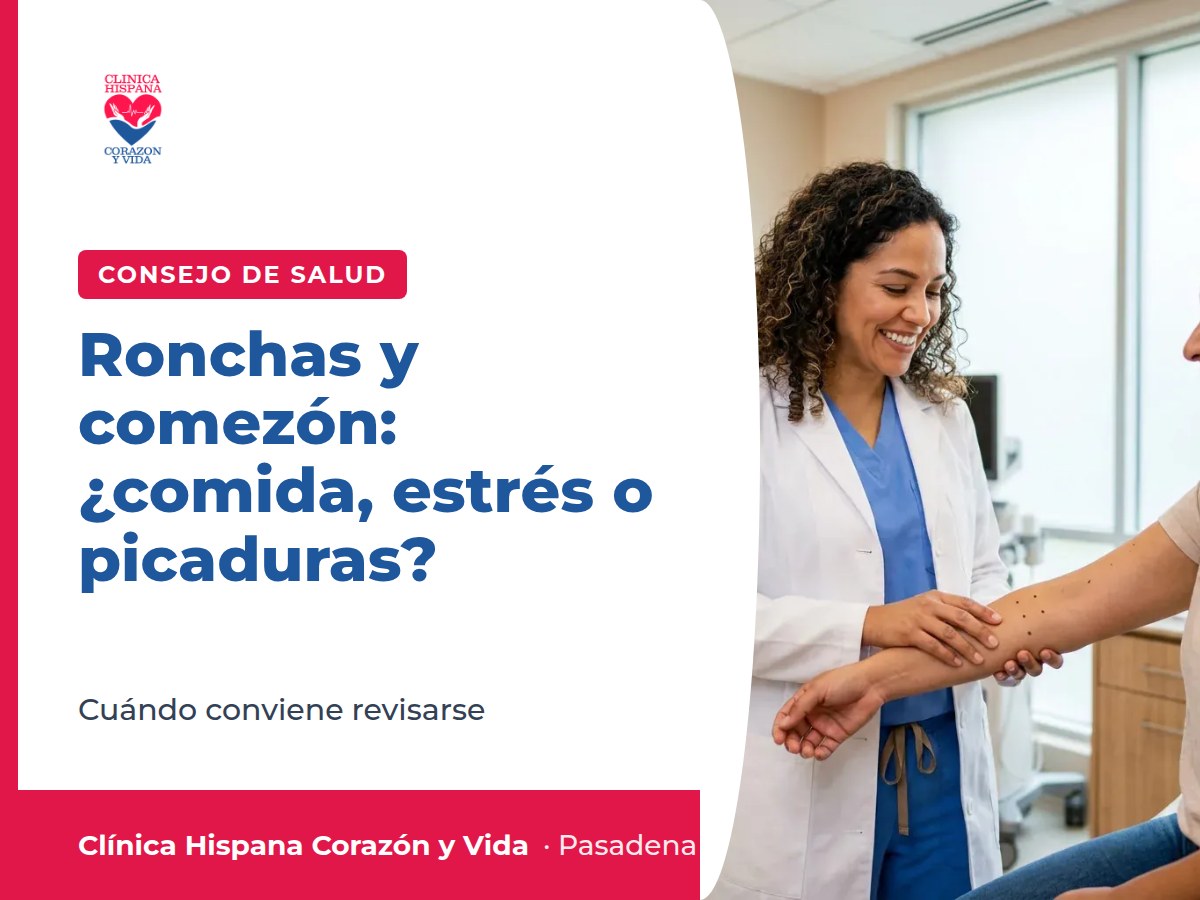 CLINICA
HISPANA
CORAZON
Y VIDA
CONSEJO DE SALUD
Ronchas y
comezón:
¿comida, estrés o
picaduras?
Cuándo conviene revisarse
Clínica Hispana Corazón y Vida · Pasadena